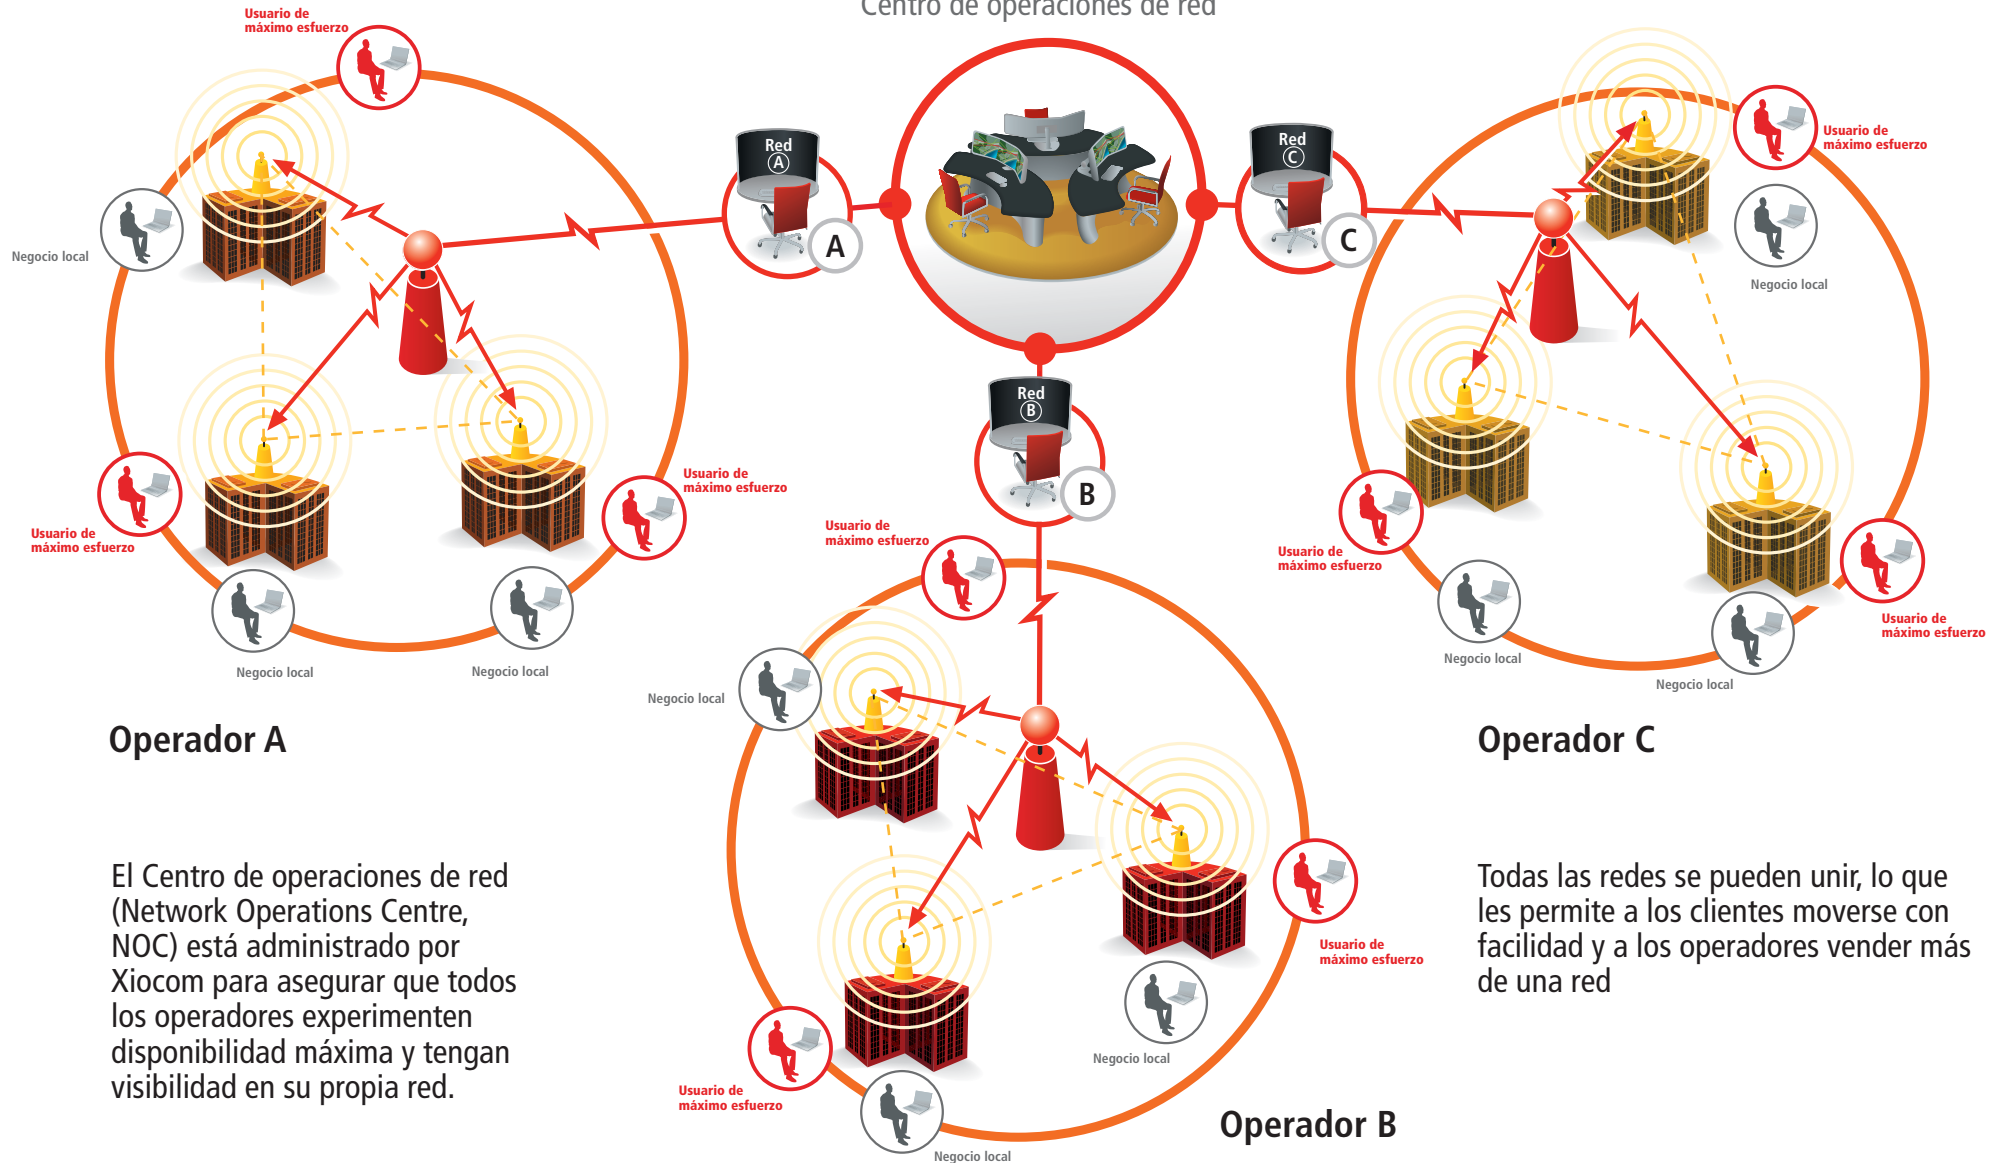 Centro de operaciones de red
Usuario de
máximo esfuerzo
Negocio local
Usuario de
máximo esfuerzo
Usuario de
máximo esfuerzo
Negocio local
Negocio local
Operador A
Red
A
A
Red
C
C
Red
B
B
Usuario de
máximo esfuerzo
Negocio local
Usuario de
máximo esfuerzo
Negocio local
Negocio local
Usuario de
máximo esfuerzo
Operador C
Usuario de
máximo esfuerzo
Negocio local
Usuario de
máximo esfuerzo
Negocio local
Usuario de
máximo esfuerzo
Negocio local
Operador B
El Centro de operaciones de red
(Network Operations Centre,
NOC) está administrado por
Xiocom para asegurar que todos
los operadores experimenten
disponibilidad máxima y tengan
visibilidad en su propia red.
Todas las redes se pueden unir, lo que
les permite a los clientes moverse con
facilidad y a los operadores vender más
de una red